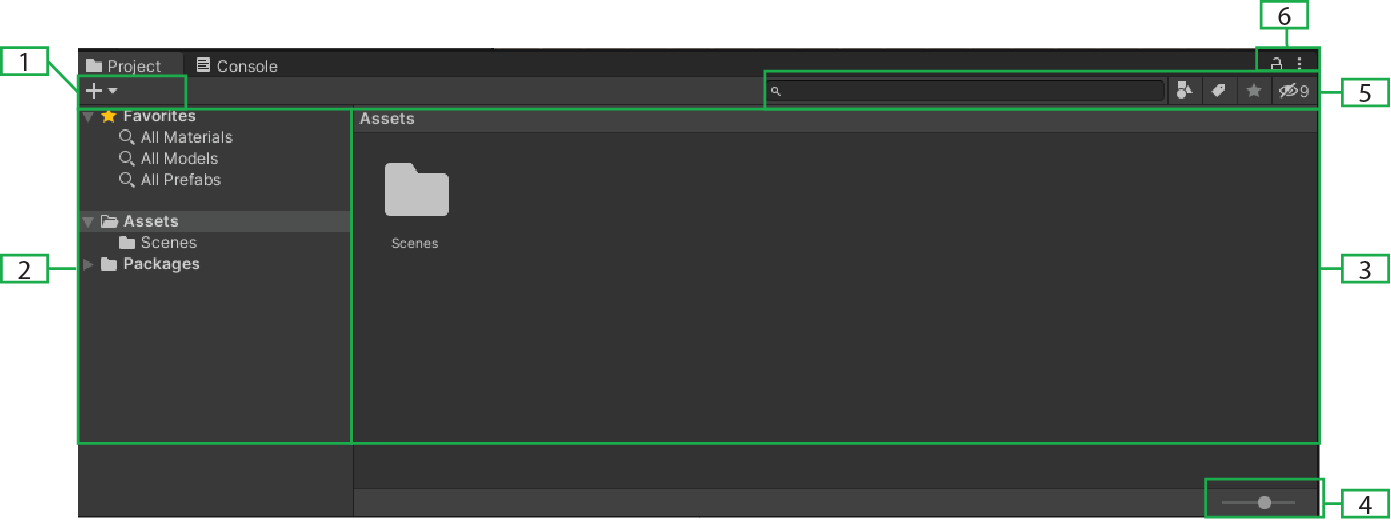 6
1
Project Console
5
9
Favorites
All Materials
All Models
All Prefabs
Assets
Scenes
Packages
2
Assets
Scenes
3
4